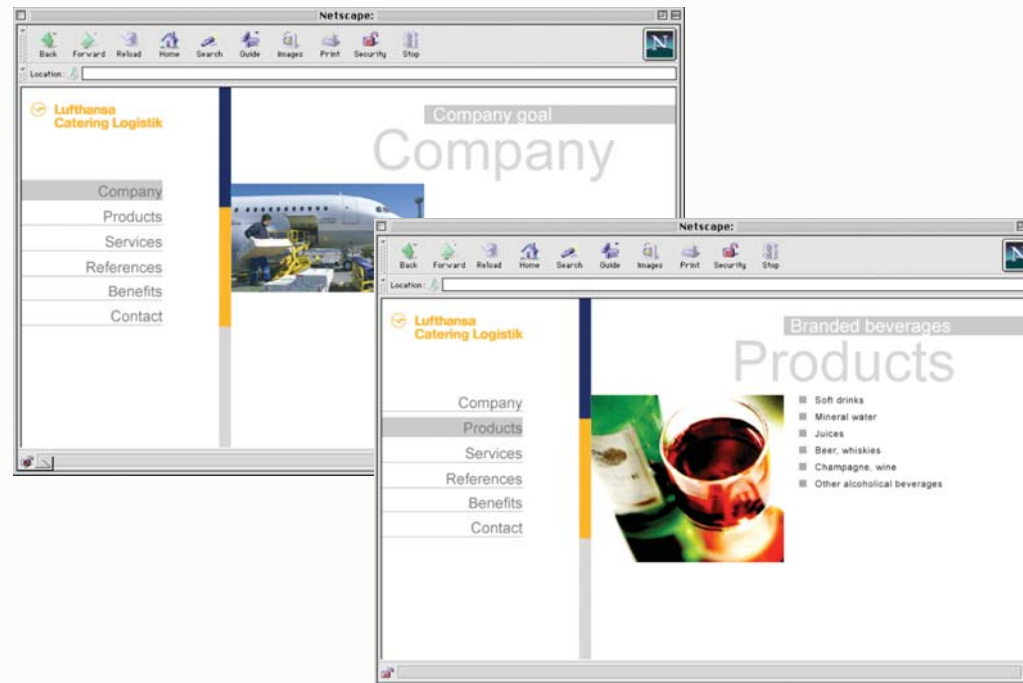 Netscape:
Back Forward Reload Home Search Guide Images Print Security Stop
N
Location:
Lufthansa
Catering Logistik
Company goal
Company
Company
Products
Services
References
Benefits
Contact
Netscape:
Back Forward Reload Home Search Guide Images Print Security Stop
N
Location:
Lufthansa
Catering Logistik
Branded beverages
Products
Company
Products
Services
References
Benefits
Contact
Soft drinks
Mineral water
Juices
Beer, whiskies
Champagne, wine
Other alcoholical beverages